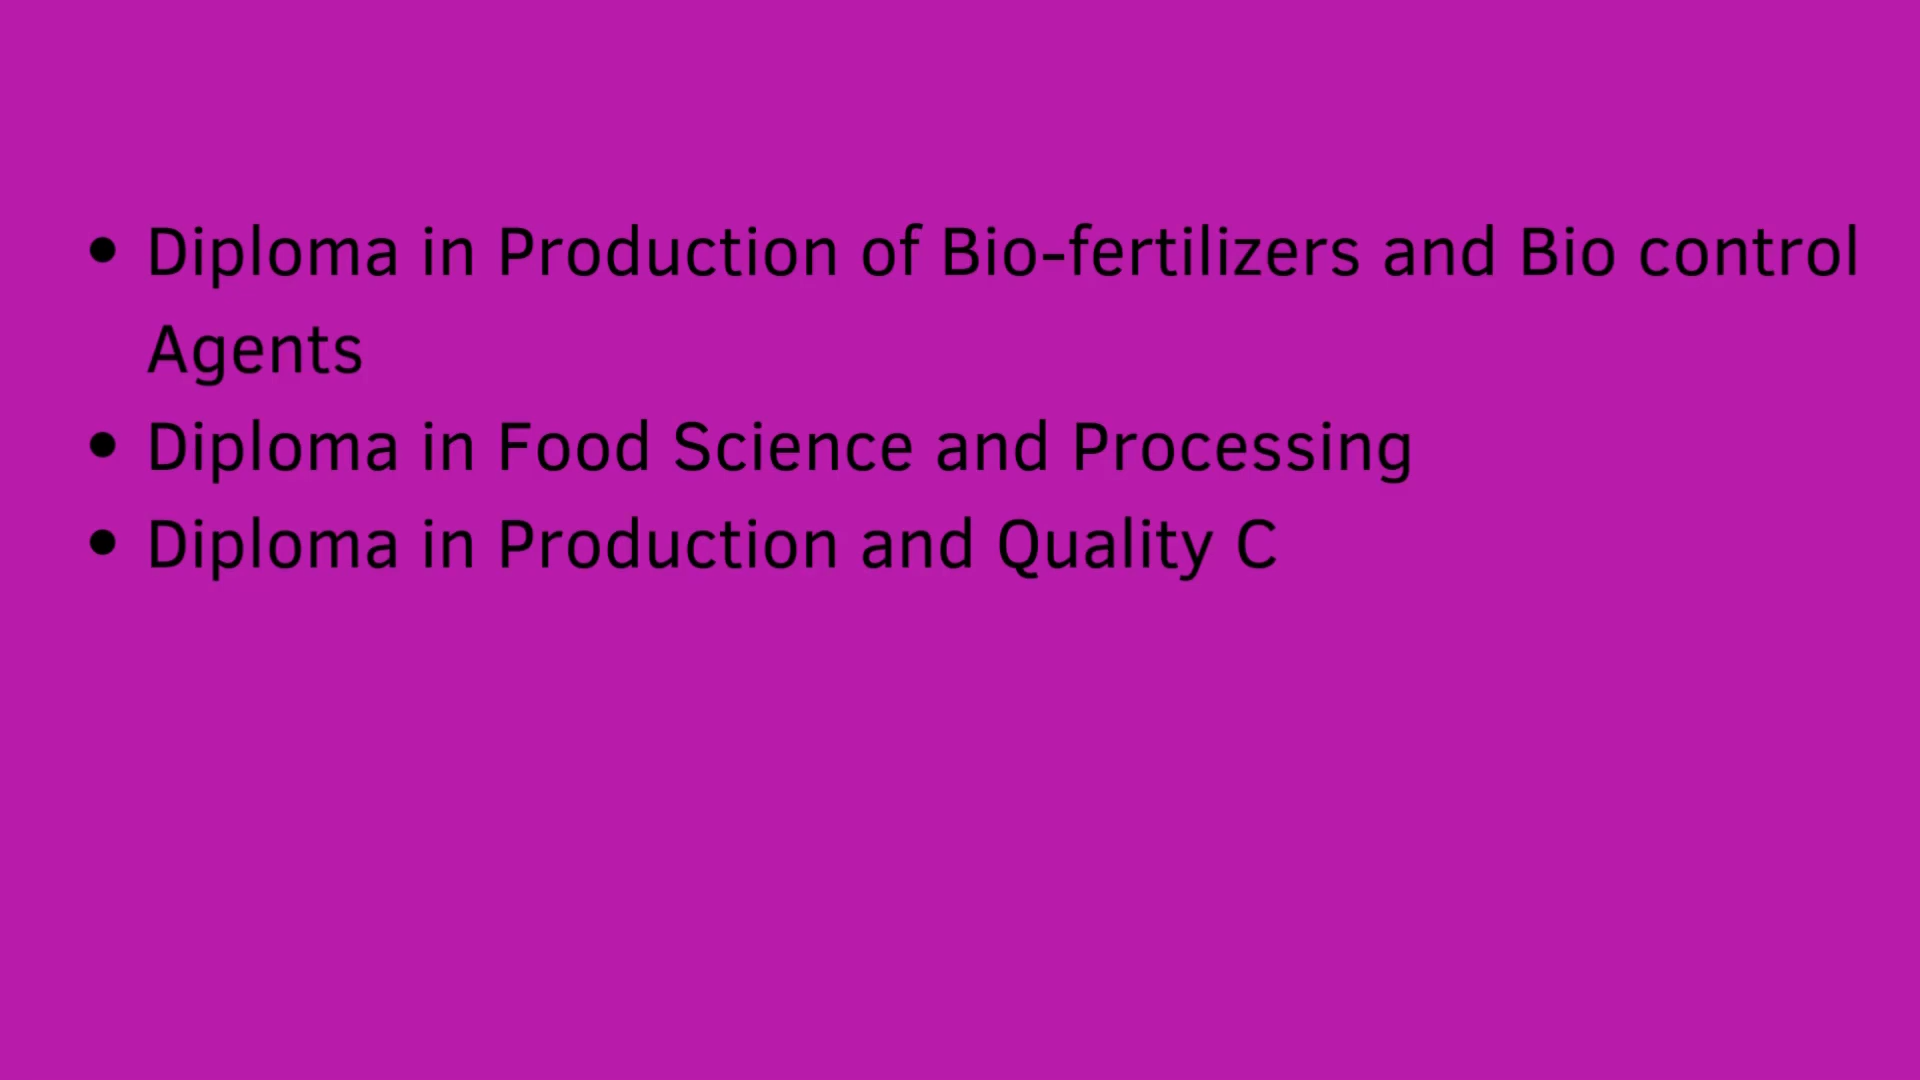 • Diploma in Production of Bio-fertilizers and Bio control
Agents
• Diploma in Food Science and Processing
• Diploma in Production and Quality C